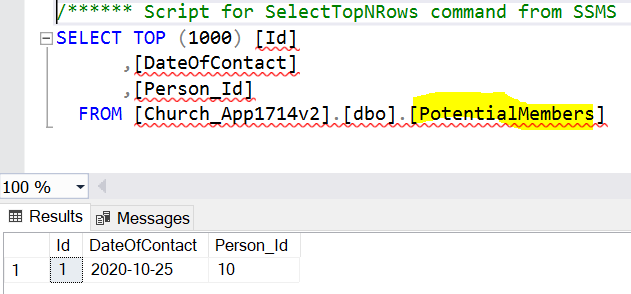 /****** Script for SelectTopNRows command from SSMS
SELECT TOP (1000) [Id]
,[DateOfContact]
,[Person_Id]
FROM [Church_App1714v2].[dbo].[PotentialMembers]
100 %
Results Messages
Id DateOfContact Person_Id
1 1 2020-10-25 10